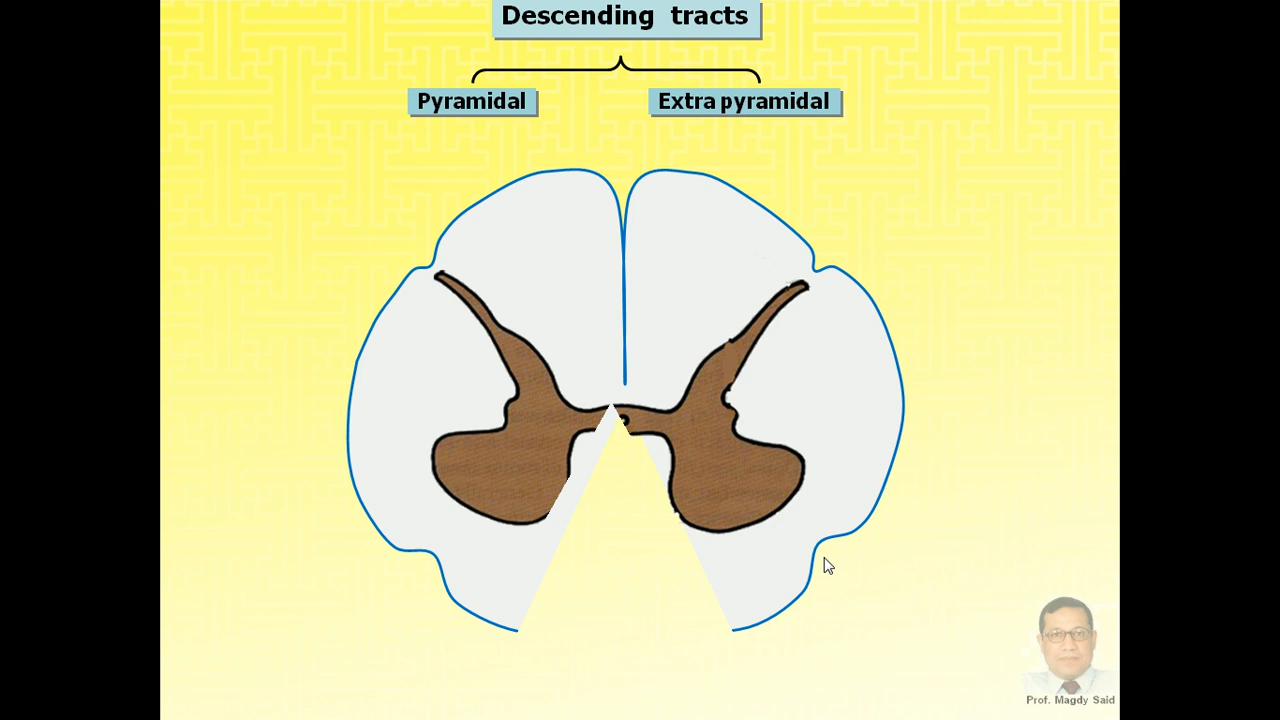 Descending tracts
Pyramidal
Extra pyramidal
Prof. Magdy Said